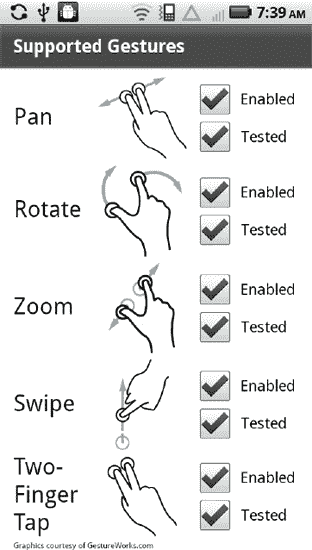 7:39 AM
Supported Gestures
Pan
Enabled
Tested
Rotate
Enabled
Tested
Zoom
Enabled
Tested
Swipe
Enabled
Tested
Two-
Finger
Tap
Enabled
Tested
Graphics courtesy of GestureWorks.com